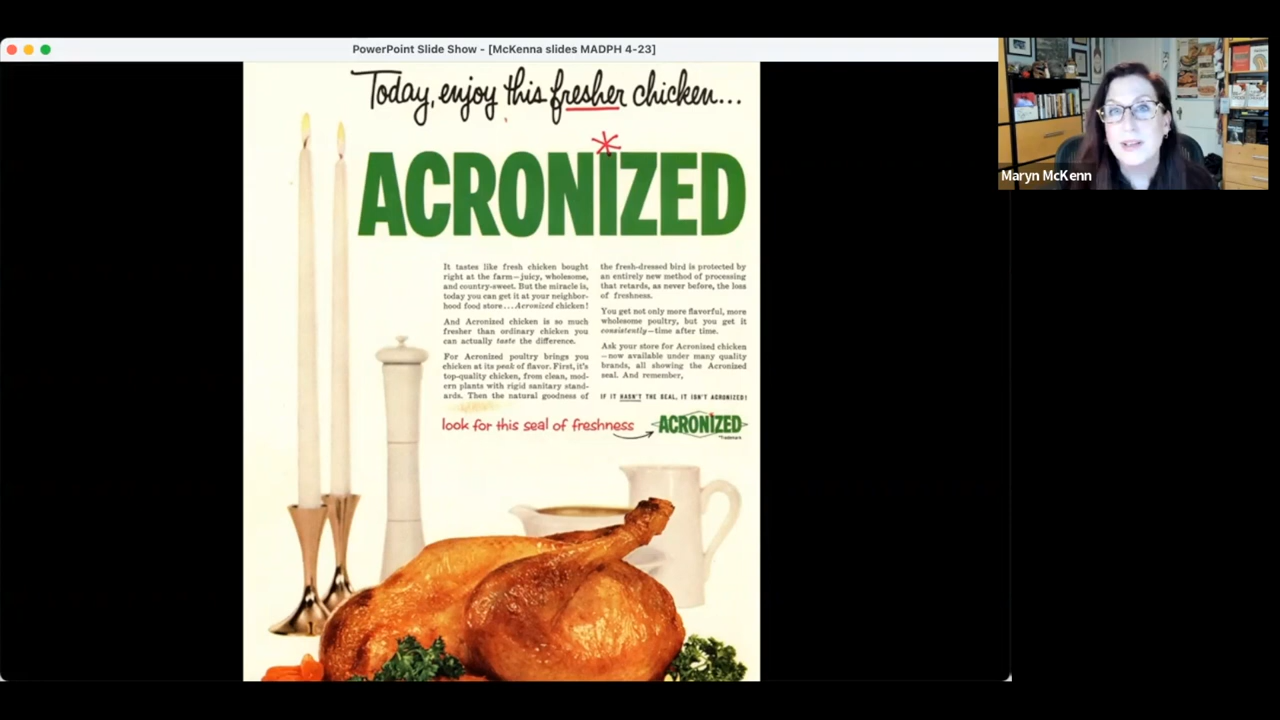 PowerPoint Slide Show - [McKenna slides MADPH 4-23]
Today, enjoy this fresher chicken...
*
ACRONIZED
It tastes like fresh chicken bought
right at the farm—juicy, wholesome,
and country-sweet. But the miracle is,
today you can get it at your neighbor-
hood food store...Acronized chicken!
And Acronized chicken is so much
fresher than ordinary chicken you
can actually taste the difference.
For Acronized poultry brings you
chicken at its peak of flavor. First, it's
top-quality chicken, from clean, mod-
ern plants with rigid sanitary stand-
ards. Then the natural goodness of
the fresh-dressed bird is protected by
an entirely new method of processing
that retards, as never before, the loss
of freshness.
You get not only more flavorful, more
wholesome poultry, but you get it
consistently—time after time.
Ask your store for Acronized chicken
—now available under many quality
brands, all showing the Acronized
seal. And remember,
IF IT HASN'T THE SEAL, IT ISN'T ACRONIZED!
look for this seal of freshness
ACRONIZED
*Trademark
Maryn McKenn